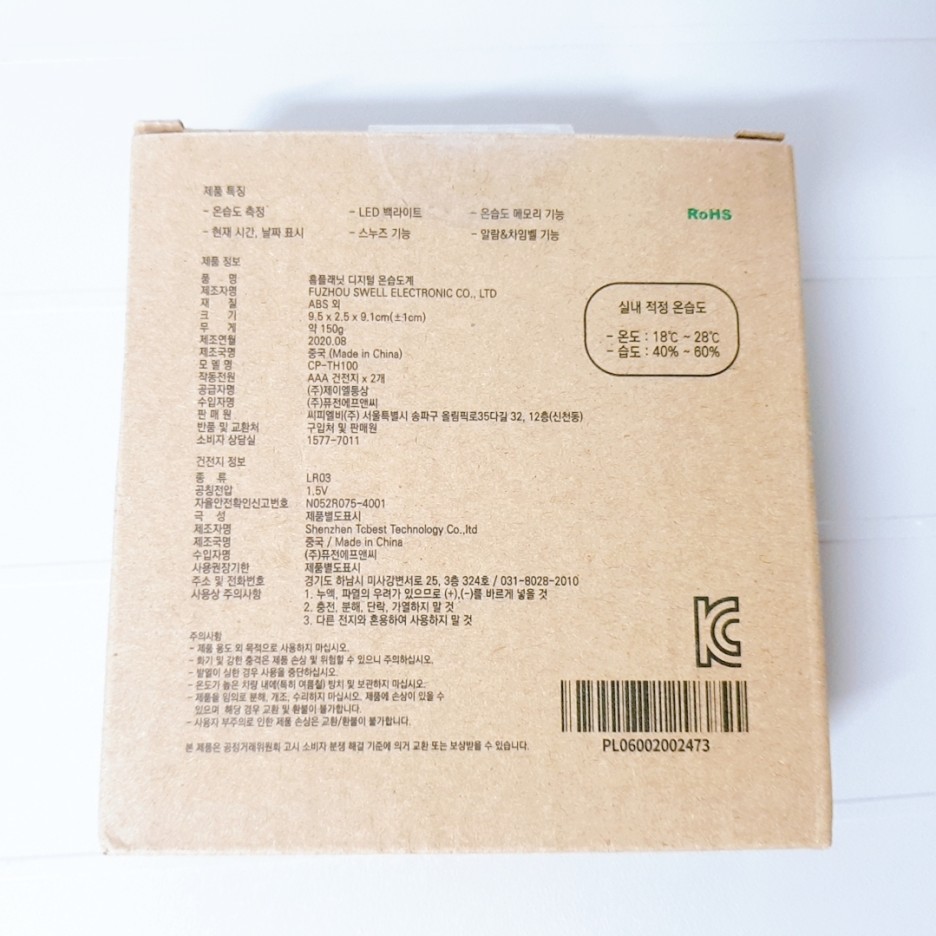 제품 특징
- 온습도 측정 - LED 백라이트 - 온습도 메모리 기능
- 현재 시간, 날짜 표시 - 스누즈 기능 - 알람&차임벨 기능
RoHS
제품 정보
품 명 홈플래닛 디지털 온습도계
제조자명 FUZHOU SWELL ELECTRONIC CO., LTD
재 질 ABS 외
크 기 9.5 x 2.5 x 9.1cm(±1cm)
무 게 약 150g
제조연월 2020.08
제조국명 중국 (Made in China)
모 델 명 CP-TH100
작동전원 AAA 건전지 x 2개
공급자명 (주)제이엘통상
수입자명 (주)퓨전에프앤씨
판 매 원 씨피엘비(주) 서울특별시 송파구 올림픽로35다길 32, 12층(신천동)
반품 및 교환처 구입처 및 판매원
소비자 상담실 1577-7011
실내 적정 온습도
- 온도 : 18℃ ~ 28℃
- 습도 : 40% ~ 60%
건전지 정보
종 류 LR03
공칭전압 1.5V
자율안전확인신고번호 N052R075-4001
극 성 제품별도표시
제조자명 Shenzhen Tcbest Technology Co.,ltd
제조국명 중국 / Made in China
수입자명 (주)퓨전에프앤씨
사용권장기한 제품별도표시
주소 및 전화번호 경기도 하남시 미사강변서로 25, 3층 324호 / 031-8028-2010
사용상 주의사항 1. 누액, 파열의 우려가 있으므로 (+),(-)를 바르게 넣을 것
2. 충전, 분해, 단락, 가열하지 말 것
3. 다른 전지와 혼용하여 사용하지 말 것
주의사항
- 제품 용도 외 목적으로 사용하지 마십시오.
- 화기 및 강한 충격은 제품 손상 및 위험할 수 있으니 주의하십시오.
- 발열이 심한 경우 사용을 중단하십시오.
- 온도가 높은 차량 내에(특히 여름철) 방치 및 보관하지 마십시오.
- 제품을 임의로 분해, 개조, 수리하지 마십시오. 제품에 손상이 있을 수
있으며 해당 경우 교환 및 환불이 불가합니다.
- 사용자 부주의로 인한 제품 손상은 교환/환불이 불가합니다.
본 제품은 공정거래위원회 고시 소비자 분쟁 해결 기준에 의거 교환 또는 보상받을 수 있습니다.
KC
PL06002002473